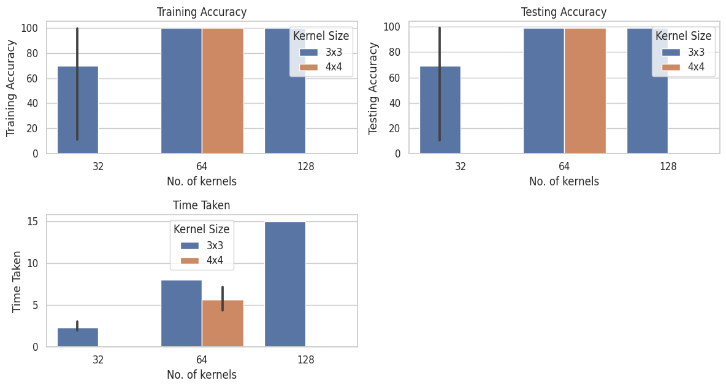 Training Accuracy
Training Accuracy
100
80
60
40
20
0
Kernel Size
3x3
4x4
32
64
128
No. of kernels
Testing Accuracy
Testing Accuracy
100
80
60
40
20
0
Kernel Size
3x3
4x4
32
64
128
No. of kernels
Time Taken
Time Taken
15
10
5
0
Kernel Size
3x3
4x4
32
64
128
No. of kernels